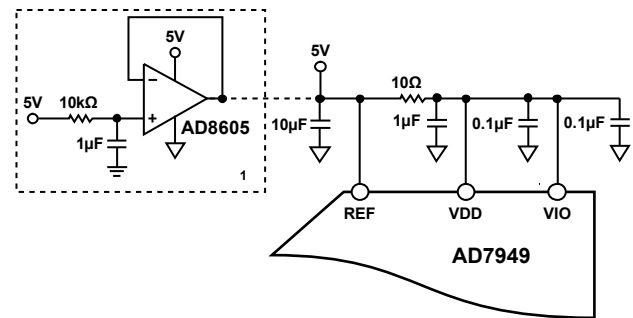 5V
5V
5V
10kΩ
−
+
AD8605
1µF
1
10Ω
10µF
1µF
0.1µF
0.1µF
REF
VDD
VIO
AD7949